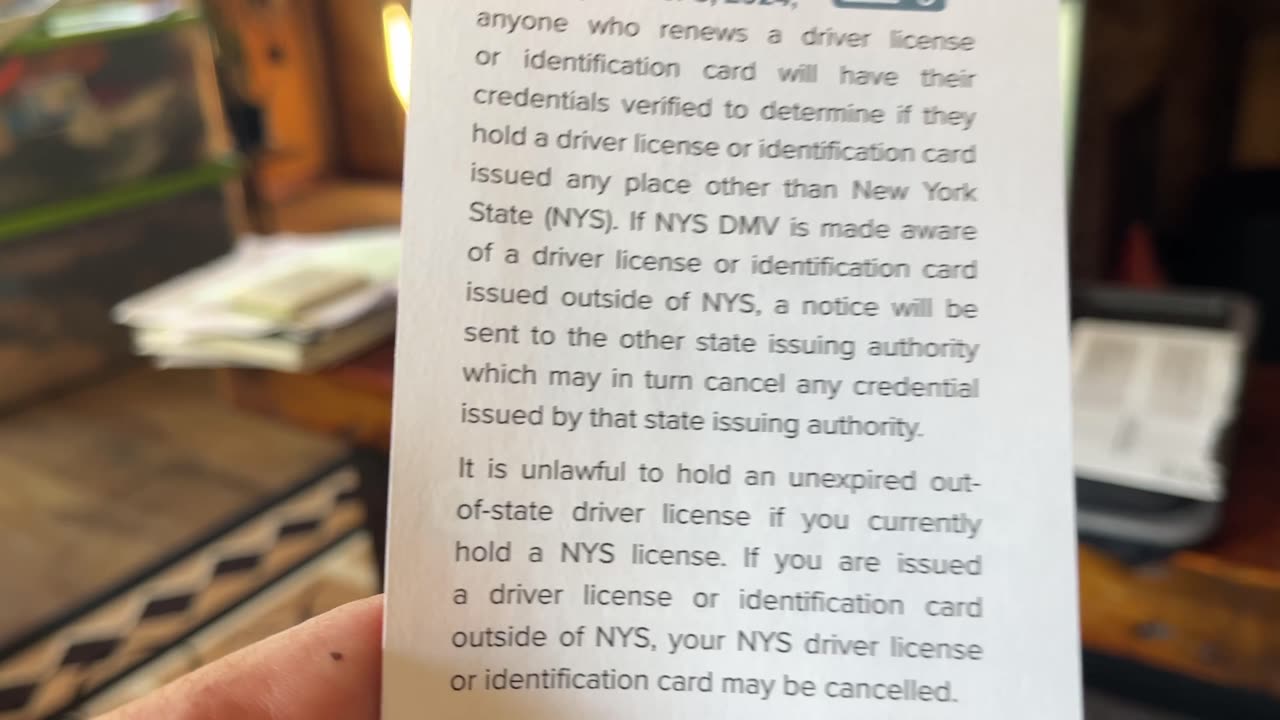 2024,
anyone who renews a driver license
or identification card will have their
credentials verified to determine if they
hold a driver license or identification card
issued any place other than New York
State (NYS). If NYS DMV is made aware
of a driver license or identification card
issued outside of NYS, a notice will be
sent to the other state issuing authority
which may in turn cancel any credential
issued by that state issuing authority.
It is unlawful to hold an unexpired out-
of-state driver license if you currently
hold a NYS license. If you are issued
a driver license or identification card
outside of NYS, your NYS driver license
or identification card may be cancelled.